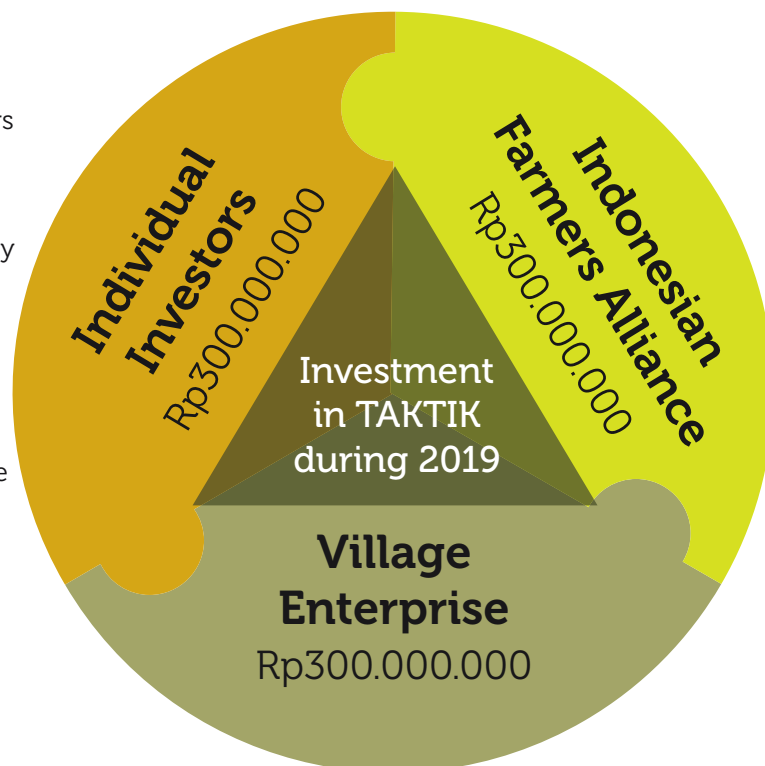 rs
y
e
Individual
Investors
Rp300.000.000
Indonesian
Farmers Alliance
Rp300.000.000
Investment
in TAKTIK
during 2019
Village
Enterprise
Rp300.000.000